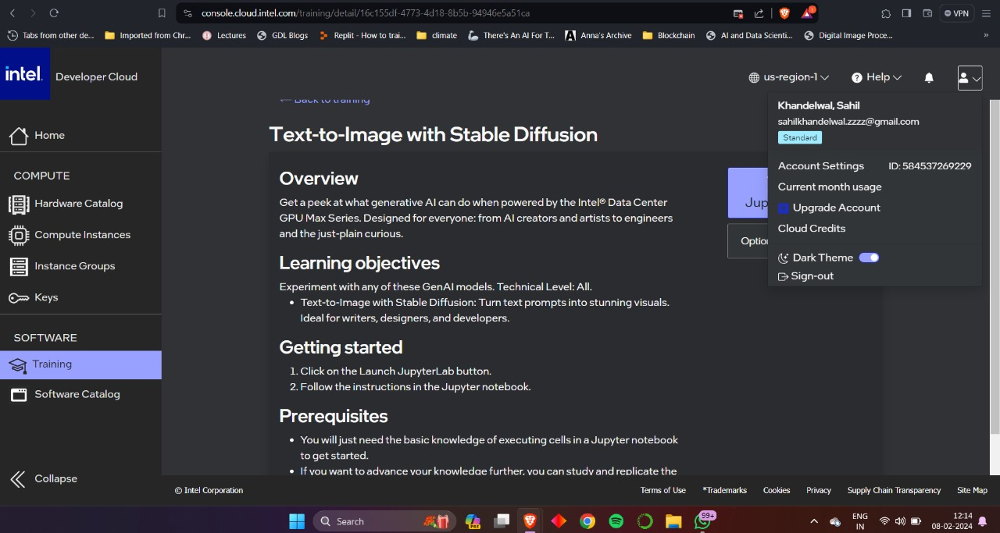 console.cloud.intel.com/training/detail/16c155df-4773-4d18-8b5b-94946e5a51ca
VPN
Tabs from other de...
Imported from Chr...
Lectures
GDL Blogs
Replit - How to trai...
climate
There's An AI For T...
Anna's Archive
Blockchain
AI and Data Scienti...
Digital Image Proce...
»
intel.
Developer Cloud
us-region-1
Help
Home
COMPUTE
Hardware Catalog
Compute Instances
Instance Groups
Keys
SOFTWARE
Training
Software Catalog
Collapse
Back to training
Text-to-Image with Stable Diffusion
Overview
Get a peek at what generative AI can do when powered by the Intel® Data Center
GPU Max Series. Designed for everyone: from AI creators and artists to engineers
and the just-plain curious.
Learning objectives
Experiment with any of these GenAI models. Technical Level: All.
• Text-to-Image with Stable Diffusion: Turn text prompts into stunning visuals.
Ideal for writers, designers, and developers.
Getting started
1. Click on the Launch JupyterLab button.
2. Follow the instructions in the Jupyter notebook.
Prerequisites
• You will just need the basic knowledge of executing cells in a Jupyter notebook
to get started.
• If you want to advance your knowledge further, you can study and replicate the
Jup
Optio
Khandelwal, Sahil
sahilkhandelwal.zzzz@gmail.com
Standard
Account Settings ID: 584537269229
Current month usage
Upgrade Account
Cloud Credits
Dark Theme
Sign-out
© Intel Corporation
Terms of Use
*Trademarks
Cookies
Privacy
Supply Chain Transparency
Site Map
Search
PRE
99+
ENG
IN
12:14
08-02-2024